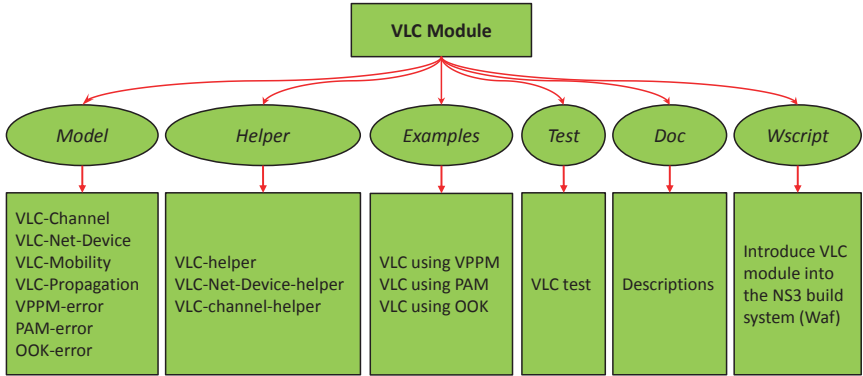 VLC Module
Model
Helper
Examples
Test
Doc
Wscript
VLC-Channel
VLC-Net-Device
VLC-Mobility
VLC-Propagation
VPPM-error
PAM-error
OOK-error
VLC-helper
VLC-Net-Device-helper
VLC-channel-helper
VLC using VPPM
VLC using PAM
VLC using OOK
VLC test
Descriptions
Introduce VLC
module into
the NS3 build
system (Waf)